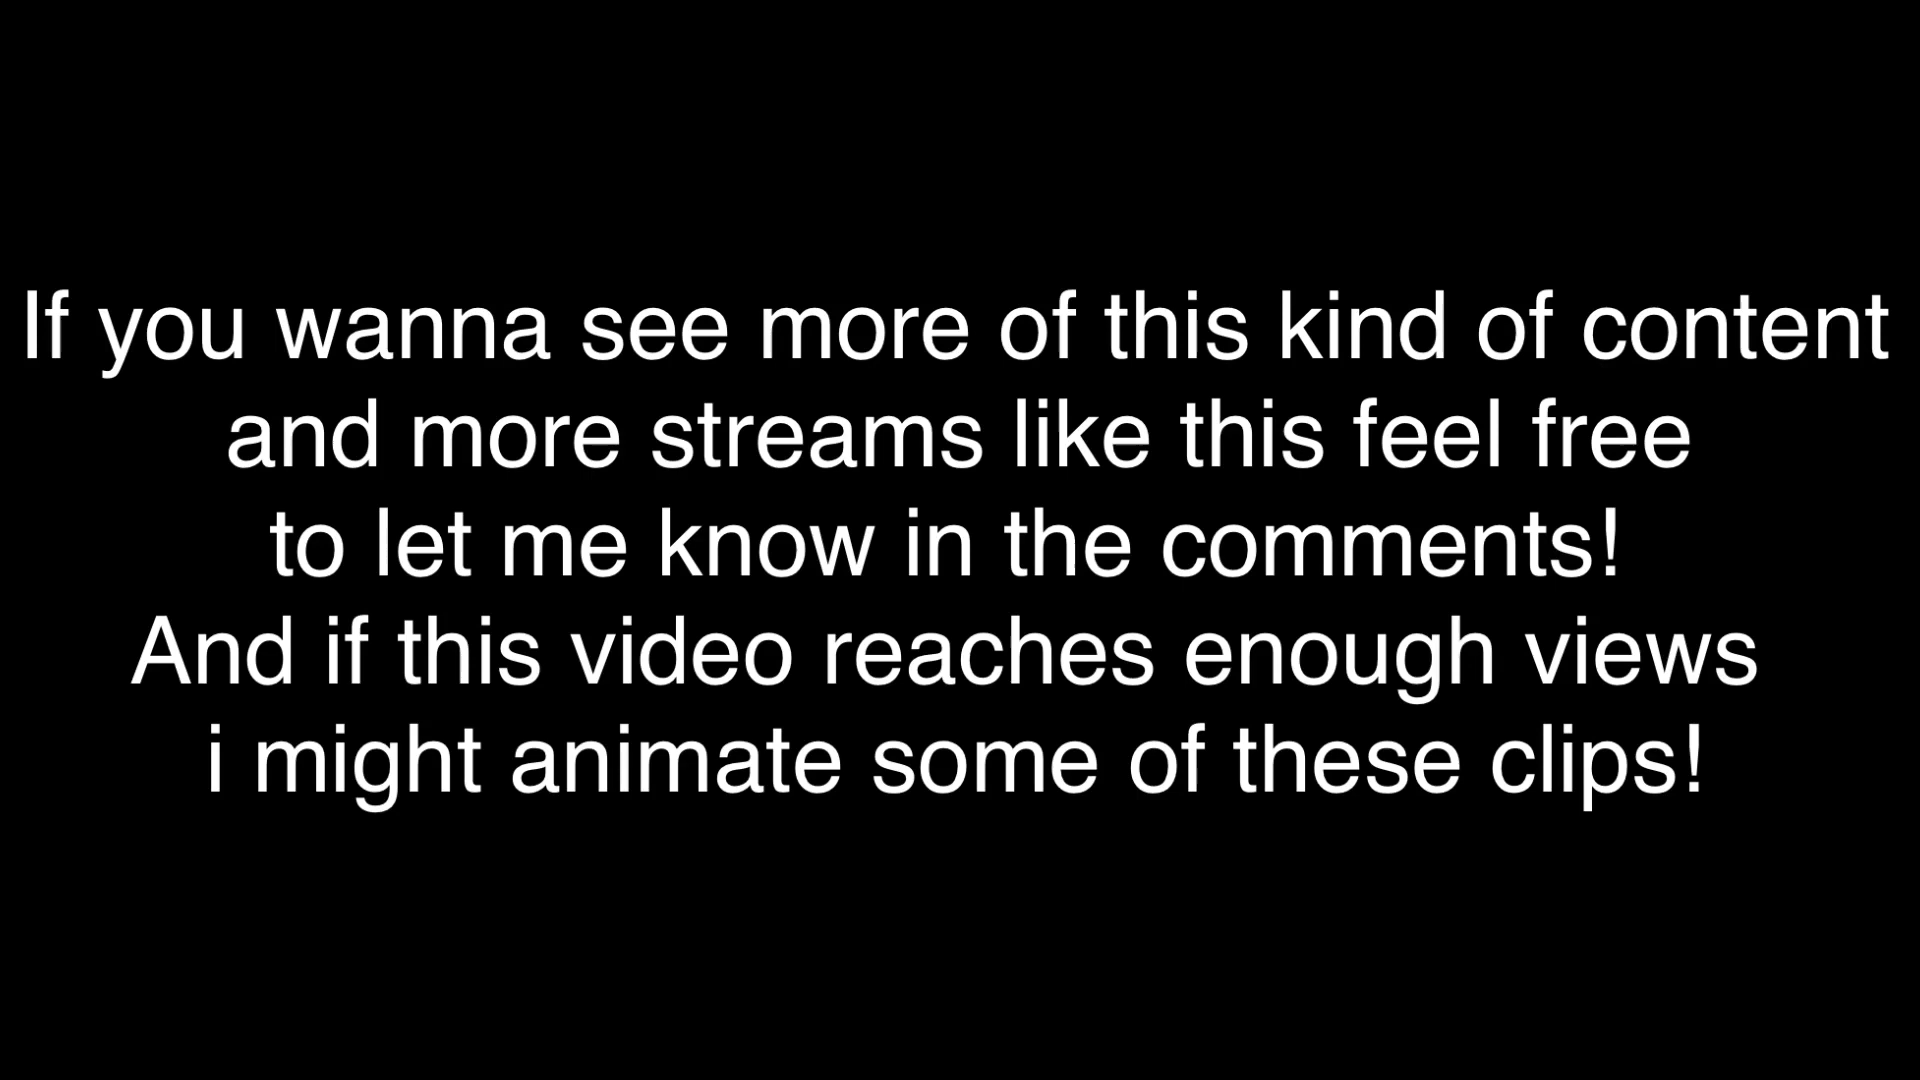 If you wanna see more of this kind of content
and more streams like this feel free
to let me know in the comments!
And if this video reaches enough views
i might animate some of these clips!